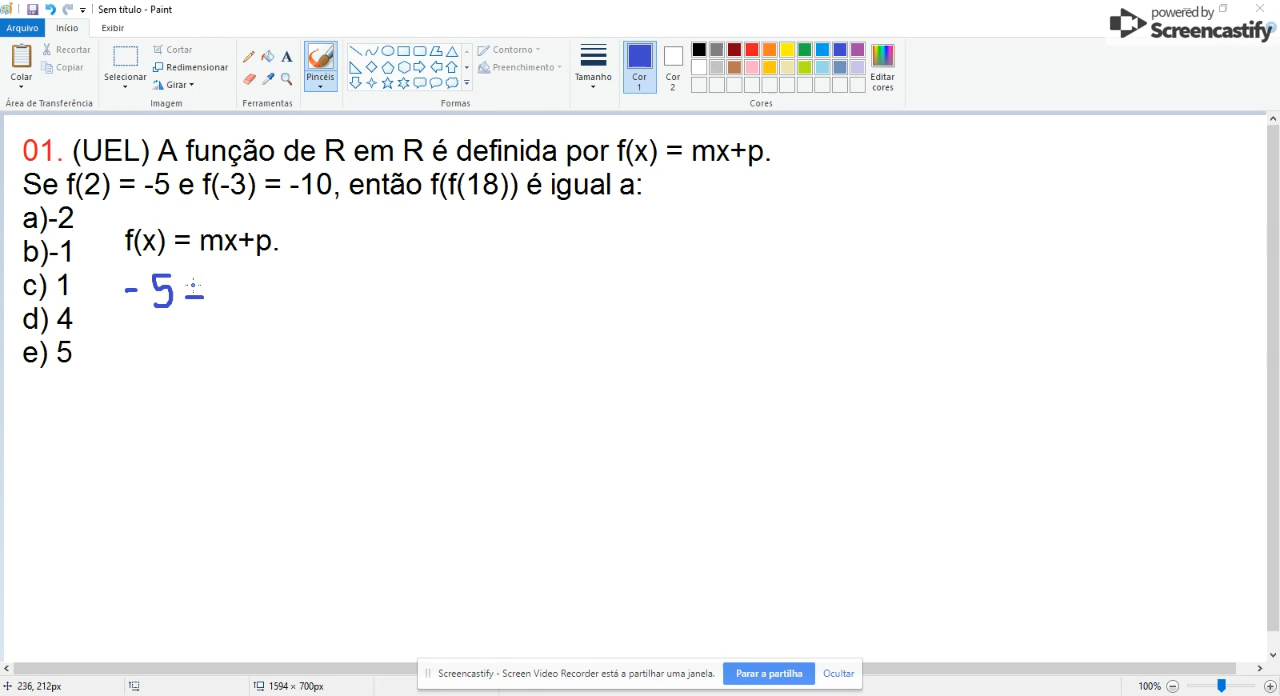 Sem título - Paint
powered by
Screencastify
Arquivo Início Exibir
Colar
Recortar
Copiar
Área de Transferência
Selecionar
Cortar
Redimensionar
Girar
Imagem
A
Ferramentas
Pincéis
Contorno
Preenchimento
Formas
Tamanho
Cor 1
Cor 2
Editar cores
Cores
01. (UEL) A função de R em R é definida por f(x) = mx+p.
Se f(2) = -5 e f(-3) = -10, então f(f(18)) é igual a:
a)-2
b)-1
c) 1
d) 4
e) 5
f(x) = mx+p.
- 5 =
Screencastify - Screen Video Recorder está a partilhar uma janela. Parar a partilha Ocultar
236, 212px
1594 × 700px
100%